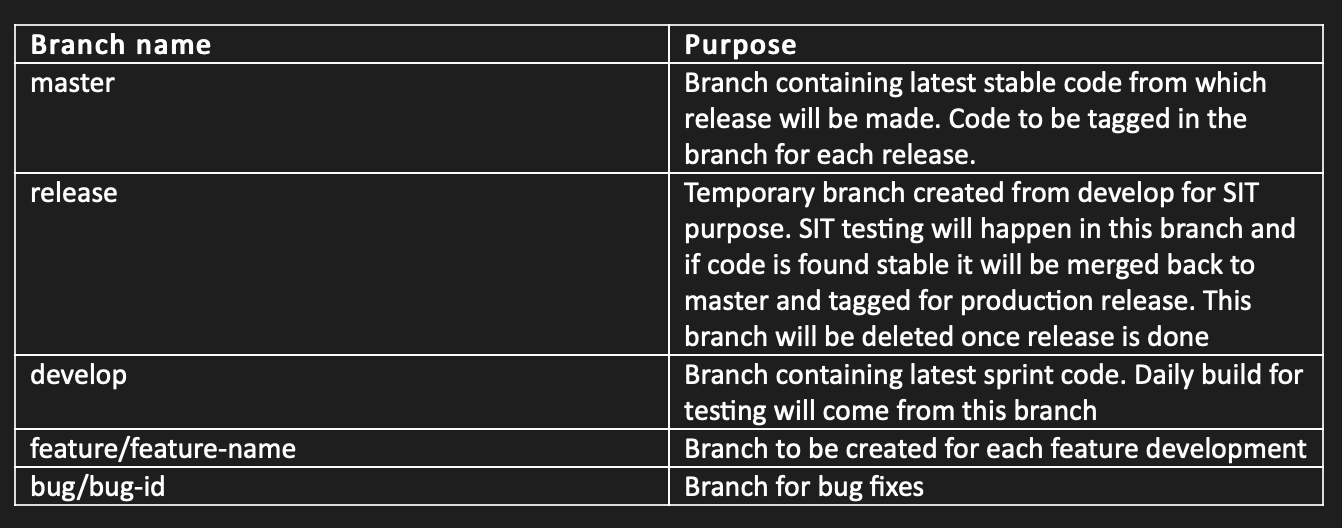 Branch name
Purpose
master
Branch containing latest stable code from which
release will be made. Code to be tagged in the
branch for each release.
release
Temporary branch created from develop for SIT
purpose. SIT testing will happen in this branch and
if code is found stable it will be merged back to
master and tagged for production release. This
branch will be deleted once release is done
develop
Branch containing latest sprint code. Daily build for
testing will come from this branch
feature/feature-name
Branch to be created for each feature development
bug/bug-id
Branch for bug fixes